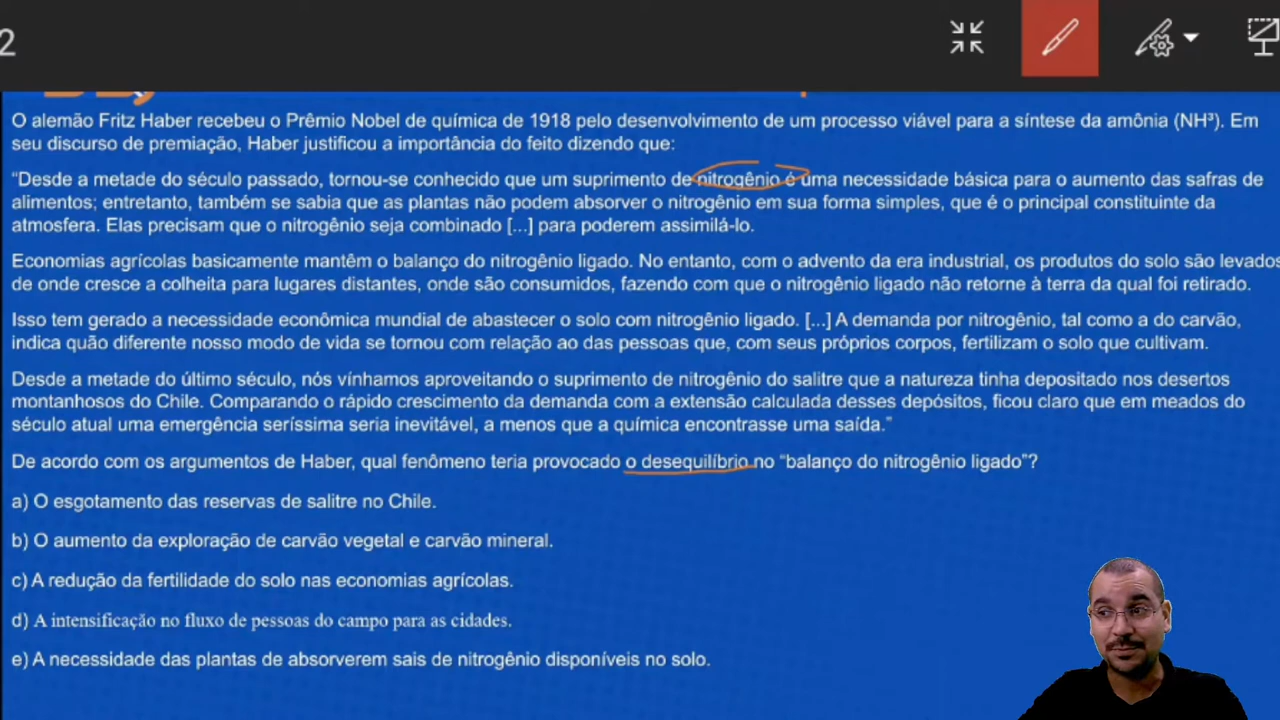 2
O alemão Fritz Haber recebeu o Prêmio Nobel de química de 1918 pelo desenvolvimento de um processo viável para a síntese da amônia (NH³). Em
seu discurso de premiação, Haber justificou a importância do feito dizendo que:
“Desde a metade do século passado, tornou-se conhecido que um suprimento de nitrogênio é uma necessidade básica para o aumento das safras de
alimentos; entretanto, também se sabia que as plantas não podem absorver o nitrogênio em sua forma simples, que é o principal constituinte da
atmosfera. Elas precisam que o nitrogênio seja combinado [...] para poderem assimilá-lo.
Economias agrícolas basicamente mantêm o balanço do nitrogênio ligado. No entanto, com o advento da era industrial, os produtos do solo são levados
de onde cresce a colheita para lugares distantes, onde são consumidos, fazendo com que o nitrogênio ligado não retorne à terra da qual foi retirado.
Isso tem gerado a necessidade econômica mundial de abastecer o solo com nitrogênio ligado. [...] A demanda por nitrogênio, tal como a do carvão,
indica quão diferente nosso modo de vida se tornou com relação ao das pessoas que, com seus próprios corpos, fertilizam o solo que cultivam.
Desde a metade do último século, nós vínhamos aproveitando o suprimento de nitrogênio do salitre que a natureza tinha depositado nos desertos
montanhosos do Chile. Comparando o rápido crescimento da demanda com a extensão calculada desses depósitos, ficou claro que em meados do
século atual uma emergência seríssima seria inevitável, a menos que a química encontrasse uma saída.”
De acordo com os argumentos de Haber, qual fenômeno teria provocado o desequilíbrio no “balanço do nitrogênio ligado”?
a) O esgotamento das reservas de salitre no Chile.
b) O aumento da exploração de carvão vegetal e carvão mineral.
c) A redução da fertilidade do solo nas economias agrícolas.
d) A intensificação no fluxo de pessoas do campo para as cidades.
e) A necessidade das plantas de absorverem sais de nitrogênio disponíveis no solo.